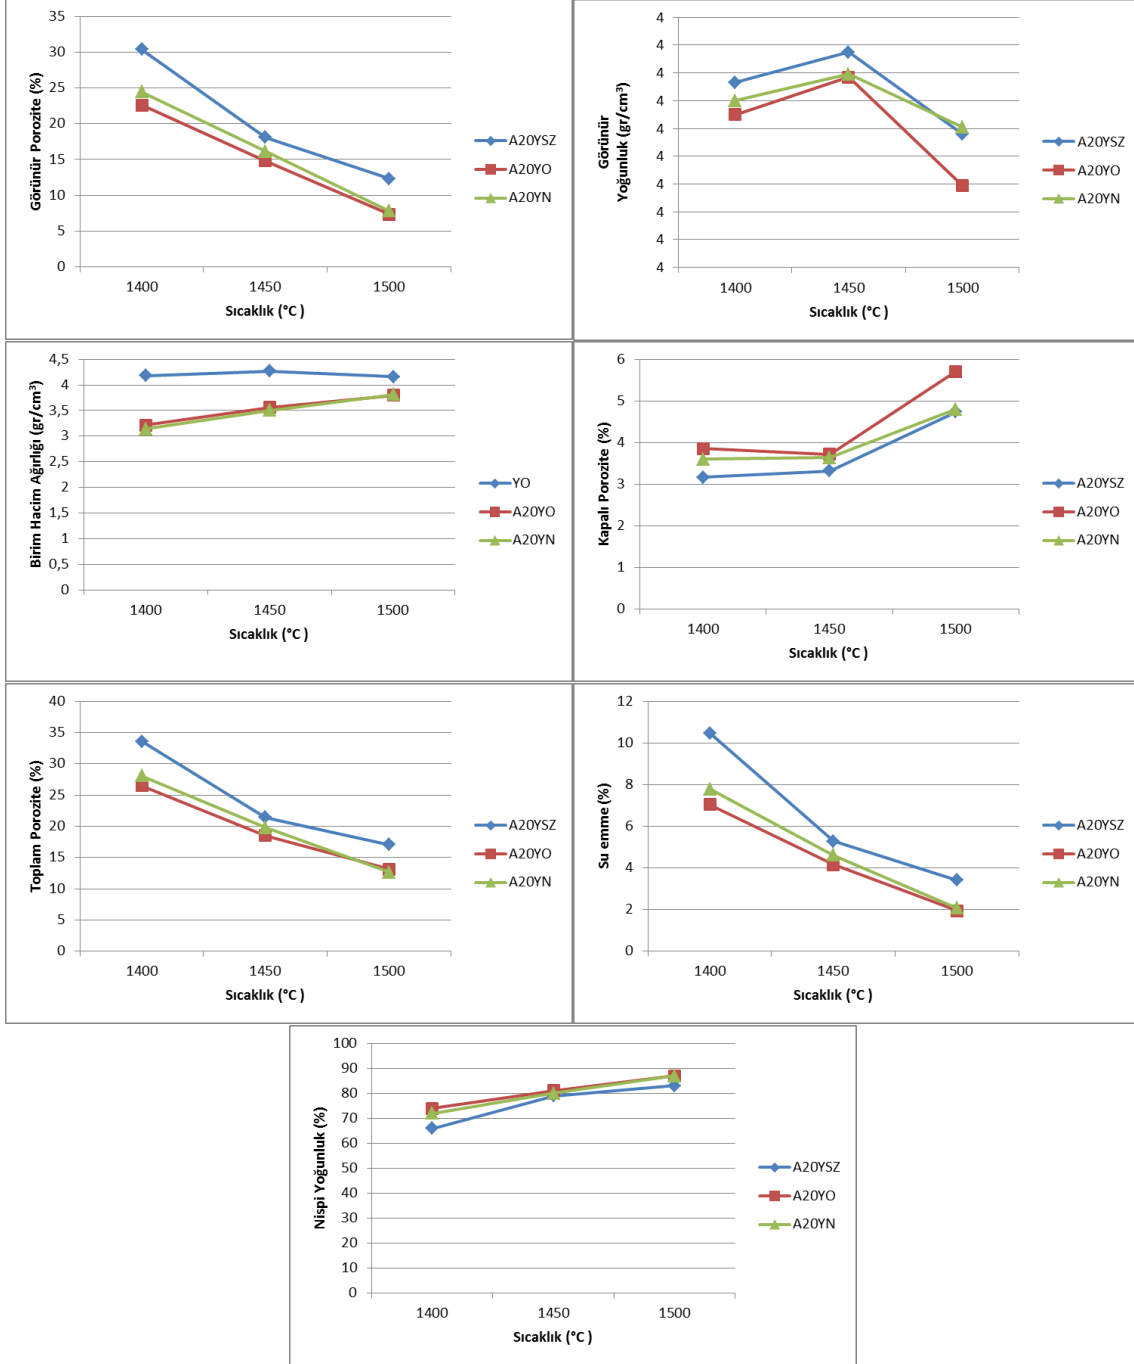 Görünür Porozite (%)
35
30
25
20
15
10
5
0
1400 1450 1500
Sıcaklık (°C )
A20YSZ
A20YO
A20YN
Görünür
Yoğunluk (gr/cm³)
4
4
4
4
4
4
4
4
4
4
1400 1450 1500
Sıcaklık (°C )
A20YSZ
A20YO
A20YN
Birim Hacim Ağırlığı (gr/cm³)
4,5
4
3,5
3
2,5
2
1,5
1
0,5
0
1400 1450 1500
Sıcaklık (°C )
YO
A20YO
A20YN
Kapalı Porozite (%)
6
5
4
3
2
1
0
1400 1450 1500
Sıcaklık (°C )
A20YSZ
A20YO
A20YN
Toplam Porozite (%)
40
35
30
25
20
15
10
5
0
1400 1450 1500
Sıcaklık (°C )
A20YSZ
A20YO
A20YN
Su emme (%)
12
10
8
6
4
2
0
1400 1450 1500
Sıcaklık (°C )
A20YSZ
A20YO
A20YN
Nispi Yoğunluk (%)
100
90
80
70
60
50
40
30
20
10
0
1400 1450 1500
Sıcaklık (°C )
A20YSZ
A20YO
A20YN